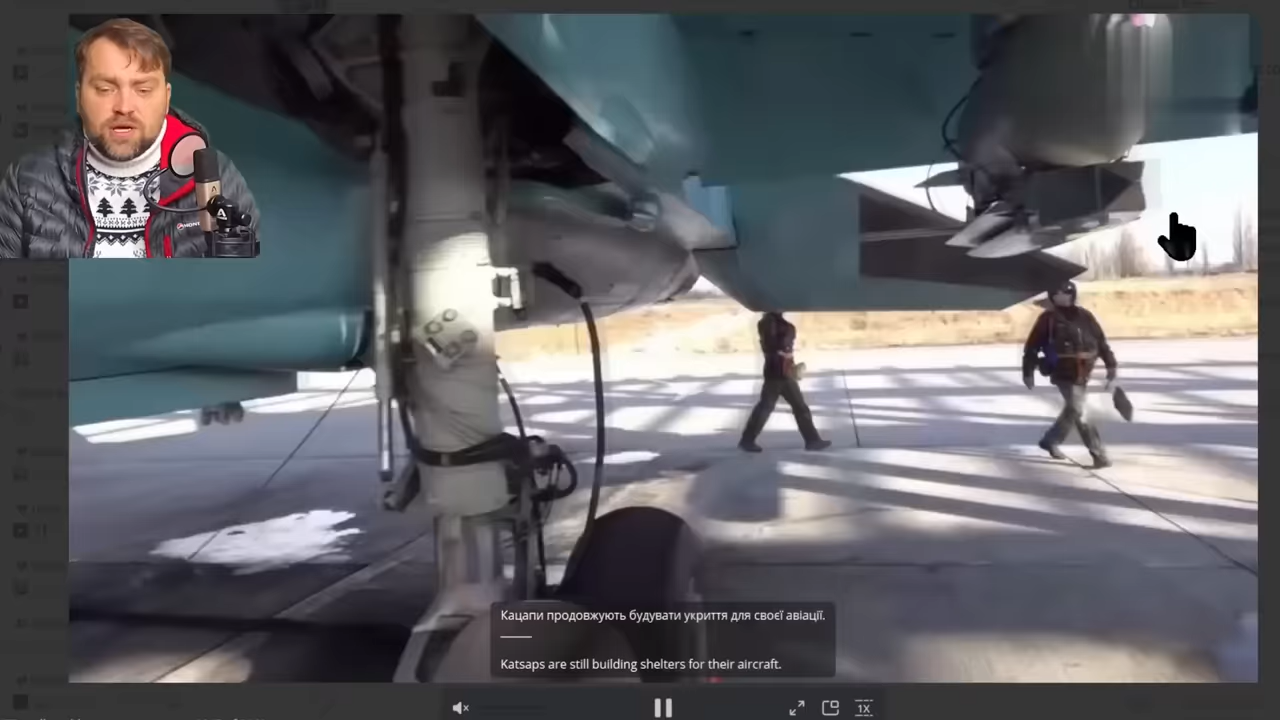 Кацапи продовжують будувати укриття для своєї авіації.
Katsaps are still building shelters for their aircraft.
1X